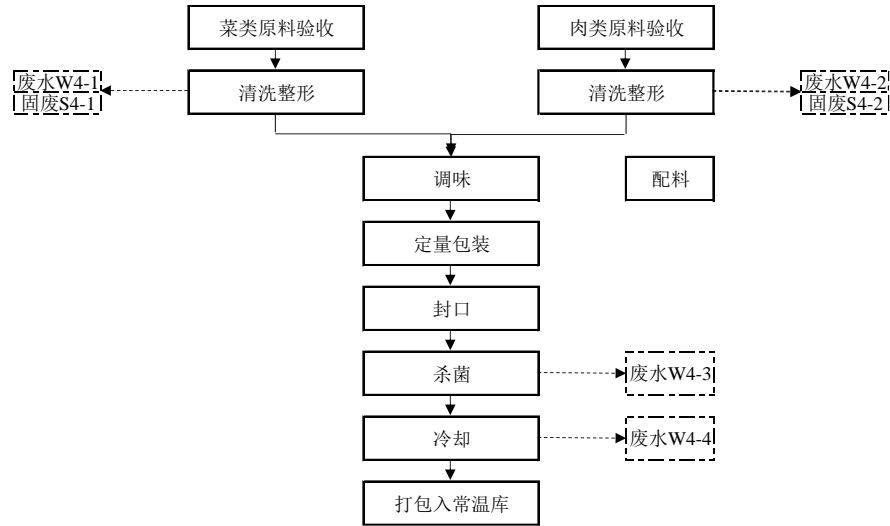 菜类原料验收
肉类原料验收
废水W4-1
固废S4-1
清洗整形
清洗整形
废水W4-2
固废S4-2
调味
配料
定量包装
封口
杀菌
废水W4-3
冷却
废水W4-4
打包入常温库